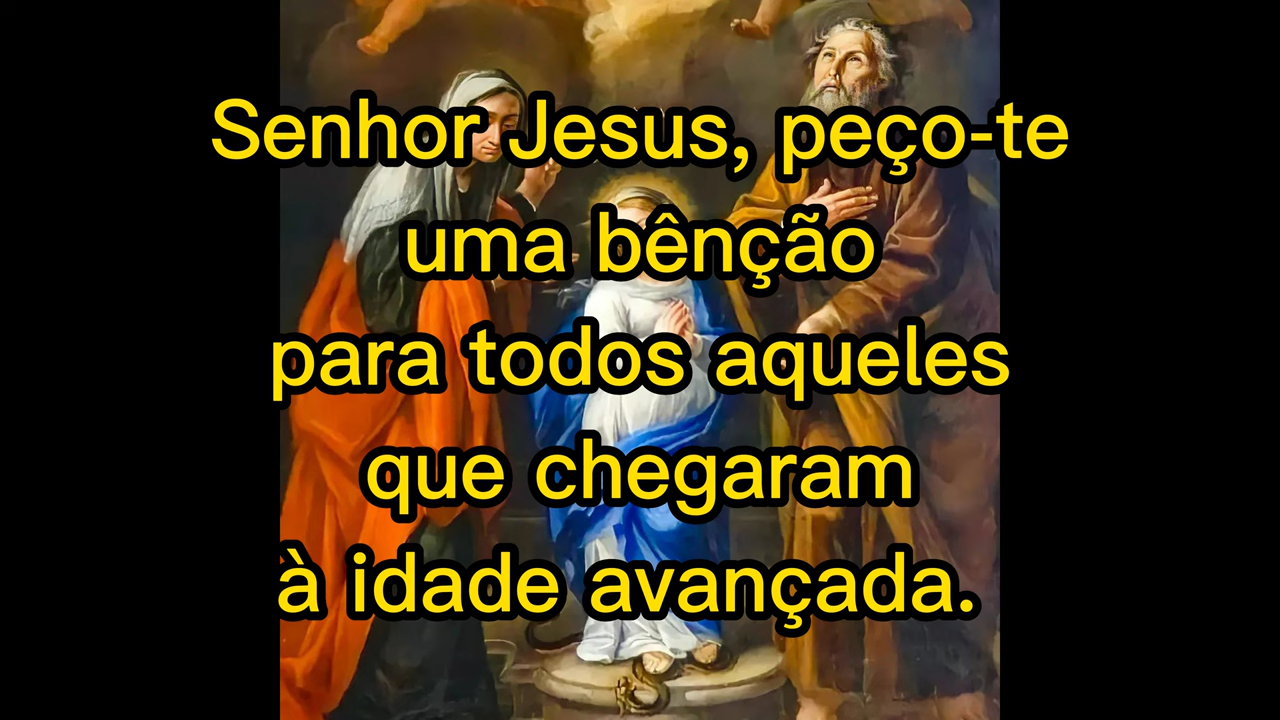 Senhor Jesus, peço-te
uma bênção
para todos aqueles
que chegaram
à idade avançada.